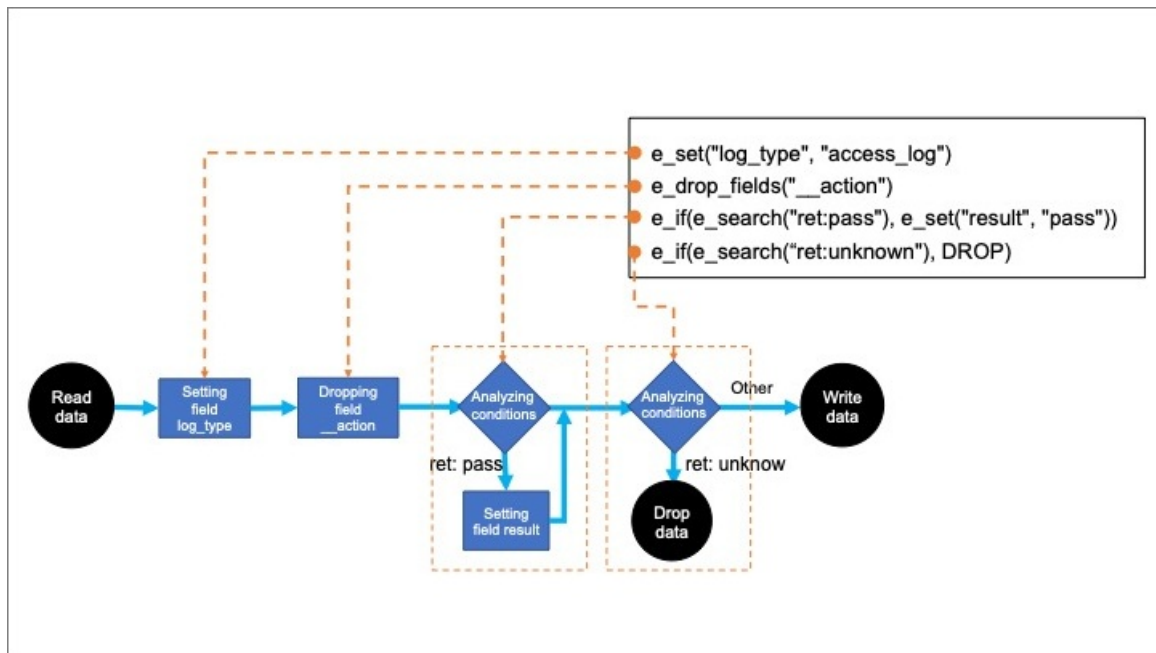 e_set("log_type", "access_log")
e_drop_fields("__action")
e_if(e_search("ret:pass"), e_set("result", "pass"))
e_if(e_search(“ret:unknown"), DROP)
Read
data
Setting
field
log_type
Dropping
field
__action
Analyzing
conditions
ret: pass
Setting
field result
Analyzing
conditions
Other
ret: unknow
Drop
data
Write
data